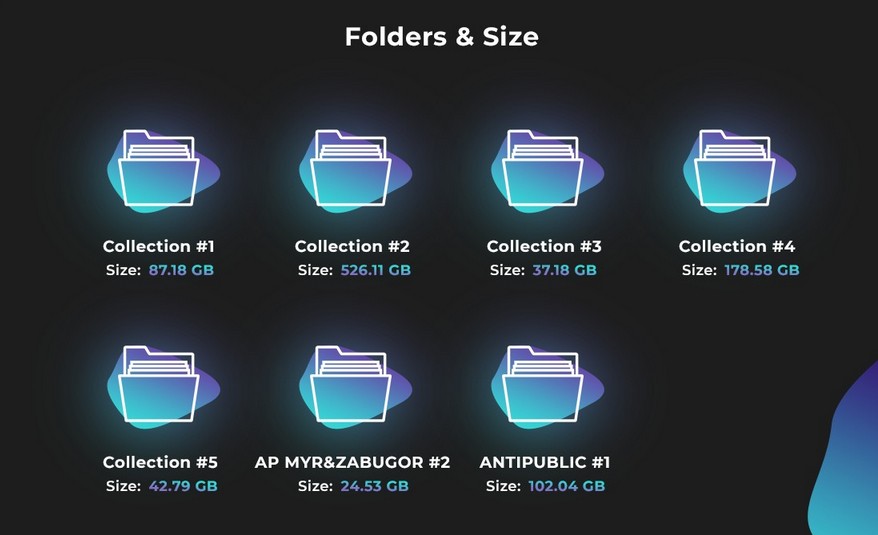 Folders & Size
Collection #1
Size: 87.18 GB
Collection #2
Size: 526.11 GB
Collection #3
Size: 37.18 GB
Collection #4
Size: 178.58 GB
Collection #5
Size: 42.79 GB
AP MYR&ZABUGOR #2
Size: 24.53 GB
ANTIPUBLIC #1
Size: 102.04 GB